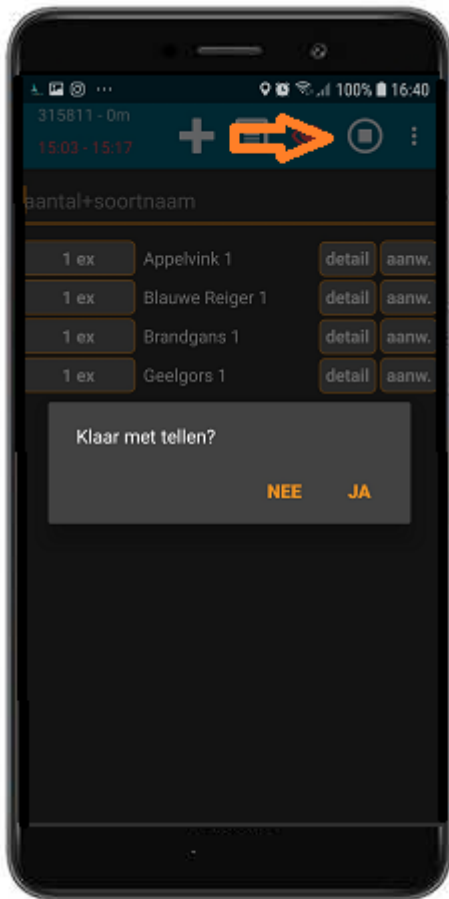 100% 16:40
315811 - 0m
15:03 - 15:17
aantal+soortnaam
1 ex Appelvink 1 detail aanw.
1 ex Blauwe Reiger 1 detail aanw.
1 ex Brandgans 1 detail aanw.
1 ex Geelgors 1 detail aanw.
Klaar met tellen?
NEE JA